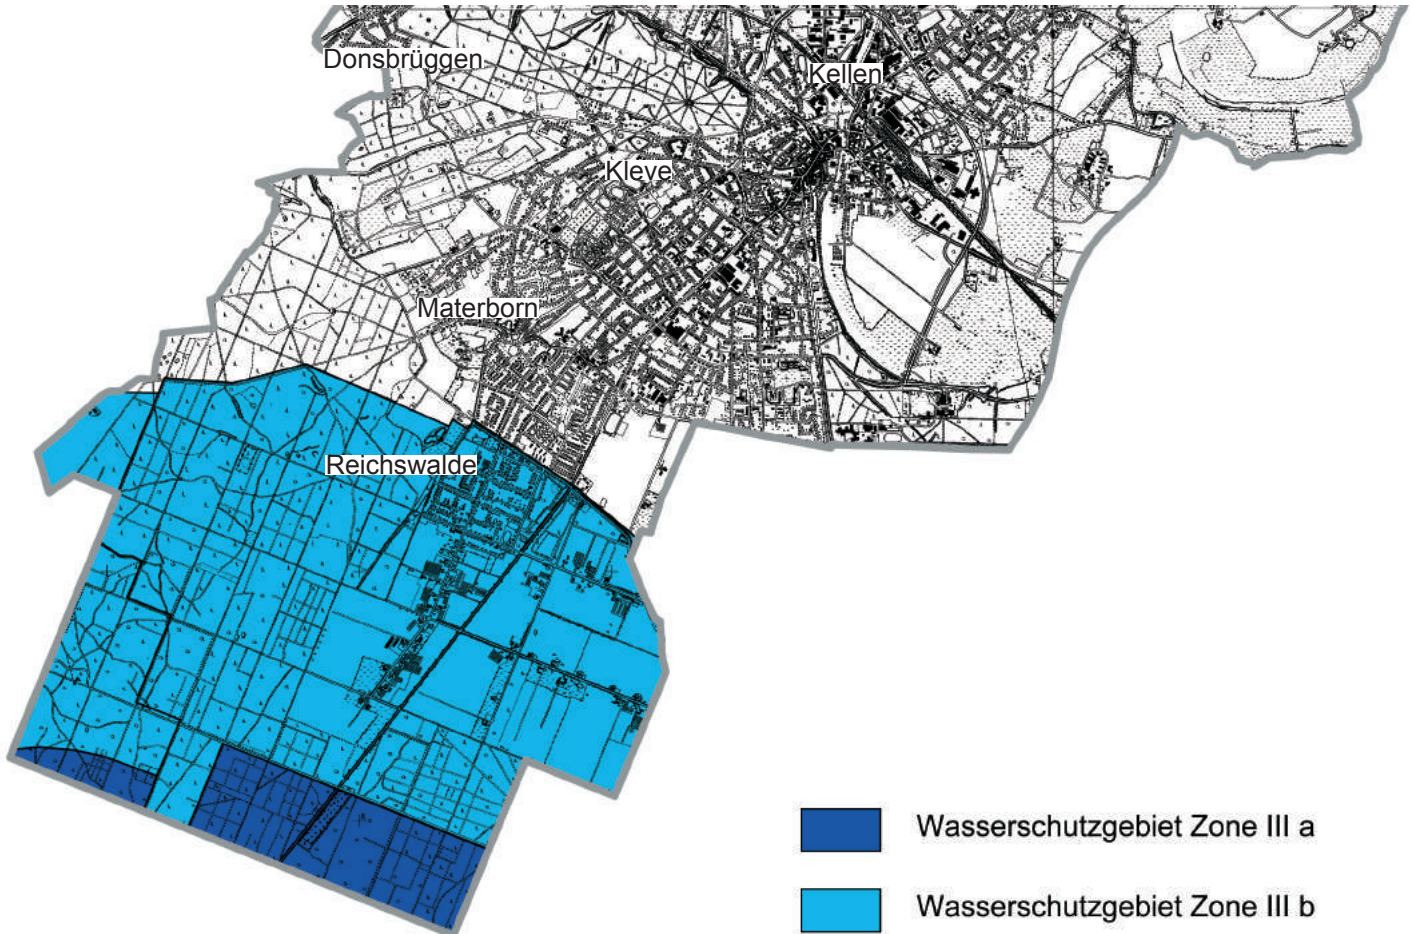 Donsbrüggen
Kellen
Kleve
Materborn
Reichswalde
Wasserschutzgebiet Zone III a
Wasserschutzgebiet Zone III b